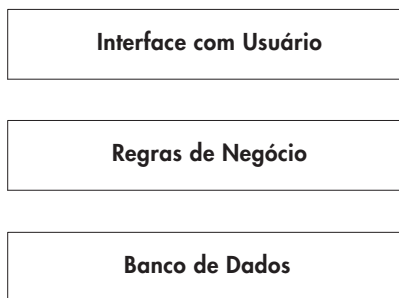 Interface com Usuário
Regras de Negócio
Banco de Dados